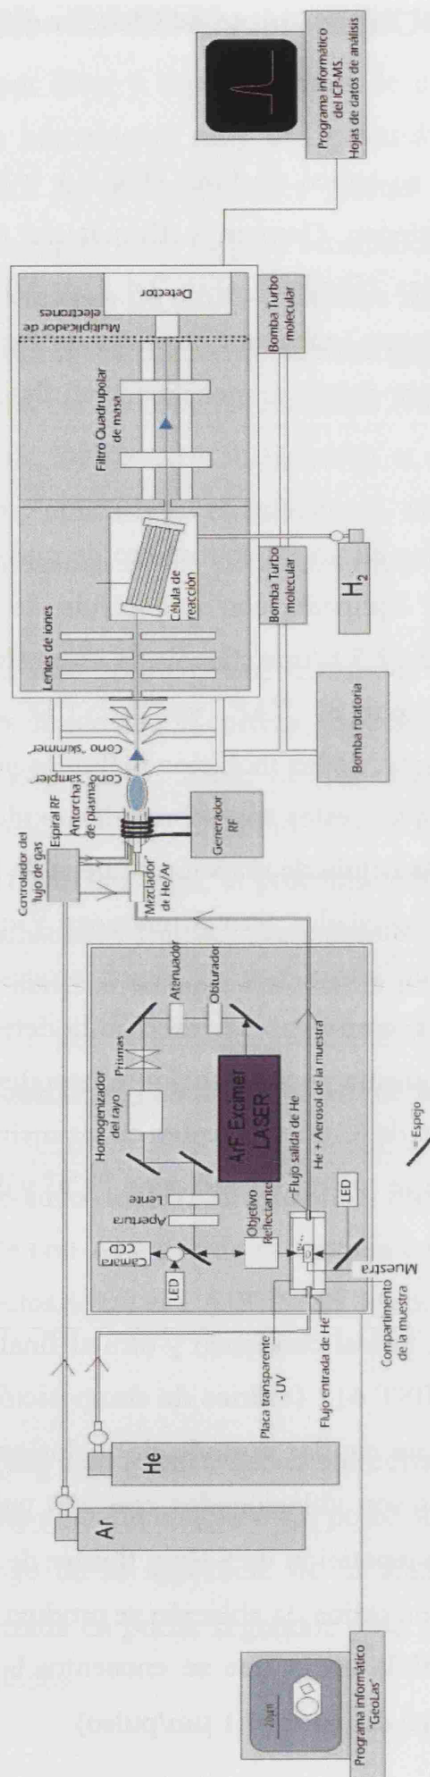 Programa informático
"GeoLas"
20µm
Ar
He
Placa transparente
- UV
Flujo entrada de He
Compartimento
de la muestra
Muestra
LED
Cámara
CCD
LED
Apertura
Lente
Objetivo
Reflectante
Homogenizador
del rayo
Prismas
Atenuador
Obturador
ArF Excimer
LASER
Flujo salida de He
He + Aerosol de la muestra
= Espejo
Controlador del
flujo de gas
Mezclador
de He/Ar
Espiral RF
Antorcha
de plasma
Generador
RF
Cono "sampler"
Cono "skimmer"
Lentes de iones
Célula de
reacción
Filtro Quadrupolar
de masa
Multiplicador de
electrones
Detector
Bomba rotatoria
Bomba Turbo
molecular
H2
Bomba Turbo
molecular
Programa informático
del ICP-MS.
Hojas de datos de análisis